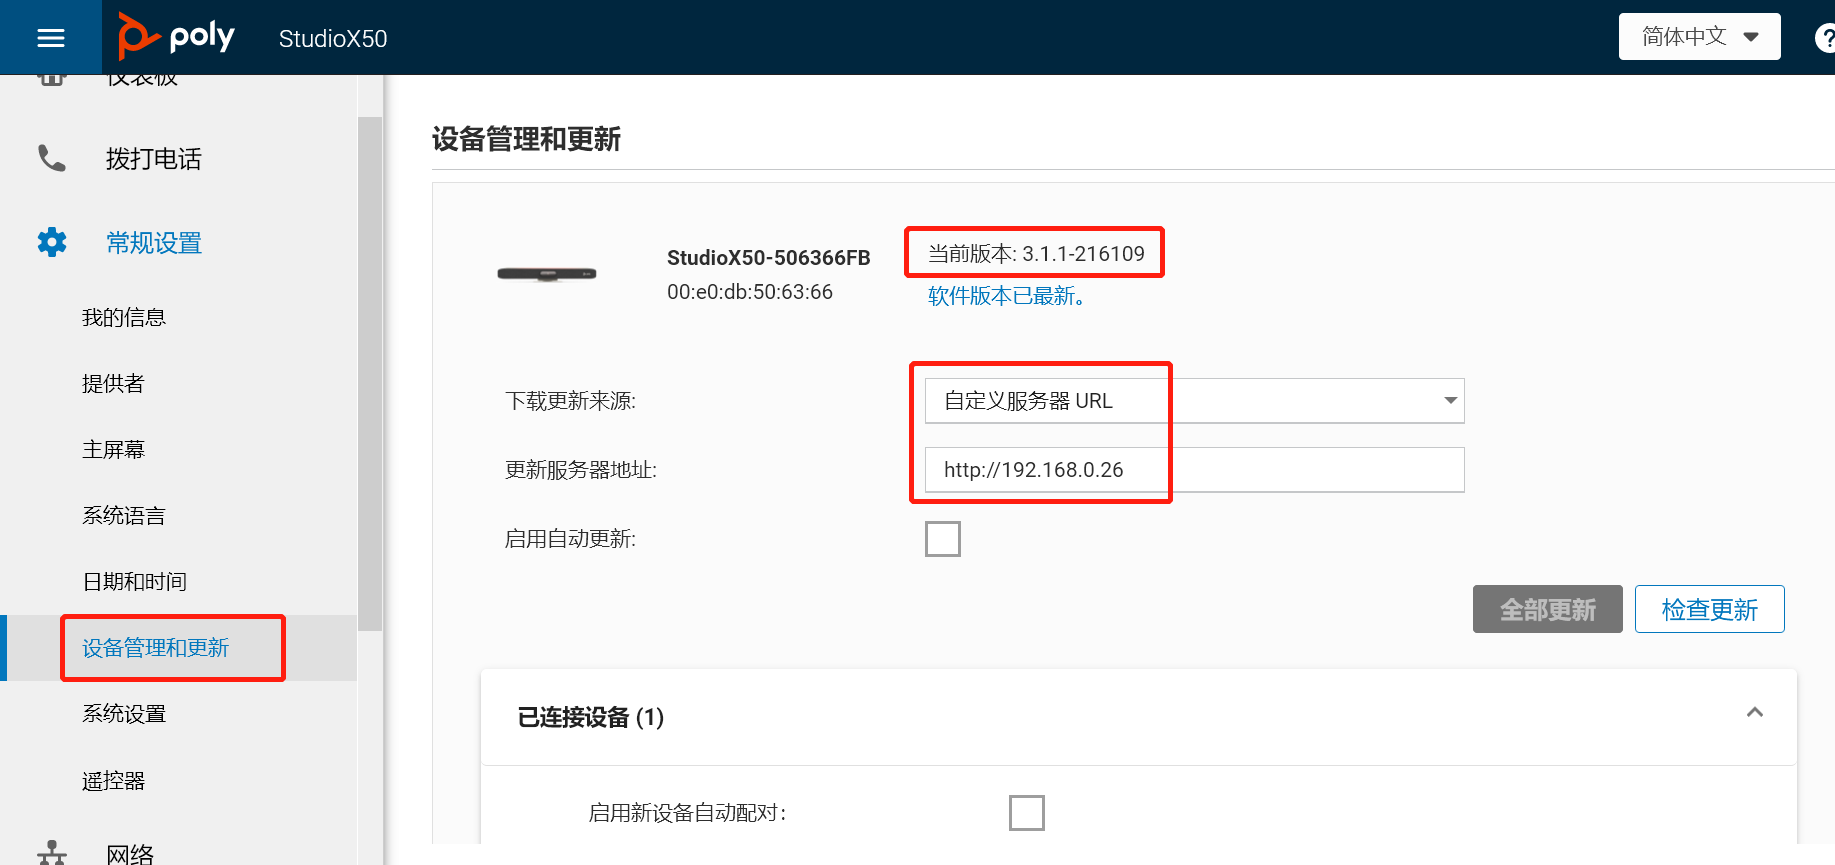 poly
StudioX50
简体中文
?
仪表板
拨打电话
常规设置
我的信息
提供者
主屏幕
系统语言
日期和时间
设备管理和更新
系统设置
遥控器
网络
设备管理和更新
StudioX50-506366FB
00:e0:db:50:63:66
当前版本: 3.1.1-216109
软件版本已最新。
下载更新来源:
自定义服务器 URL
更新服务器地址:
http://192.168.0.26
启用自动更新:
全部更新
检查更新
已连接设备 (1)
启用新设备自动配对: